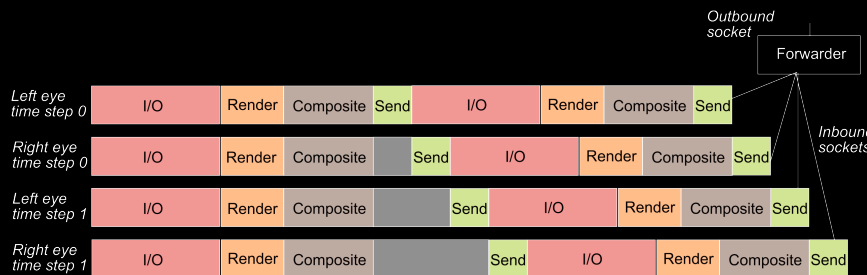 Outbound
socket
Forwarder
Left eye
time step 0
I/O Render Composite Send I/O Render Composite Send
Inbound
sockets
Right eye
time step 0
I/O Render Composite Send I/O Render Composite Send
Left eye
time step 1
I/O Render Composite Send I/O Render Composite Send
Right eye
time step 1
I/O Render Composite Send I/O Render Composite Send